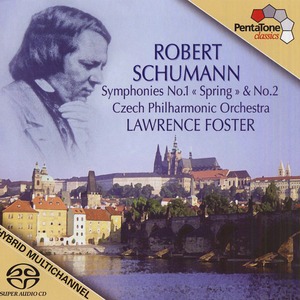 PentaTone
classics
ROBERT
SCHUMANN
Symphonies No.1 « Spring » & No.2
Czech Philharmonic Orchestra
LAWRENCE FOSTER
HYBRID MULTICHANNEL
SUPER AUDIO CD